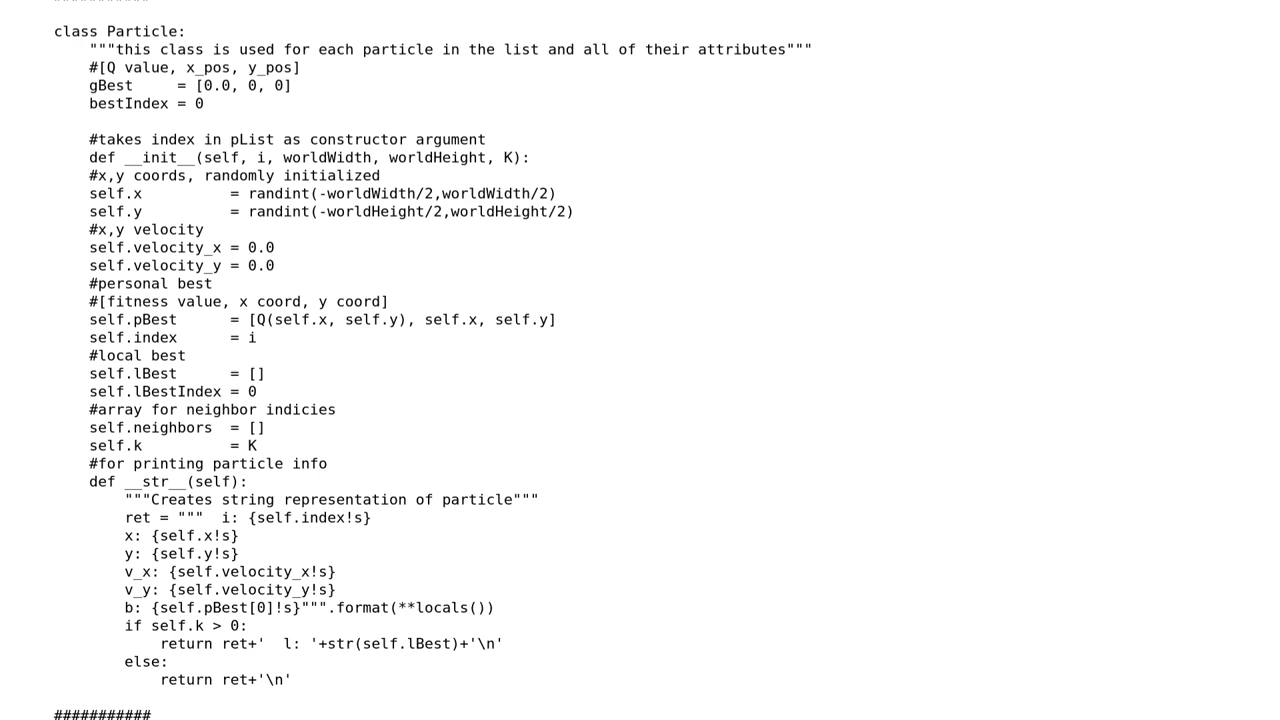 ###########
class Particle:
    """this class is used for each particle in the list and all of their attributes"""
    #[Q value, x_pos, y_pos]
    gBest     = [0.0, 0, 0]
    bestIndex = 0

    #takes index in pList as constructor argument
    def __init__(self, i, worldWidth, worldHeight, K):
    #x,y coords, randomly initialized
    self.x          = randint(-worldWidth/2,worldWidth/2)
    self.y          = randint(-worldHeight/2,worldHeight/2)
    #x,y velocity
    self.velocity_x = 0.0
    self.velocity_y = 0.0
    #personal best
    #[fitness value, x coord, y coord]
    self.pBest      = [Q(self.x, self.y), self.x, self.y]
    self.index      = i
    #local best
    self.lBest      = []
    self.lBestIndex = 0
    #array for neighbor indicies
    self.neighbors  = []
    self.k          = K
    #for printing particle info
    def __str__(self):
        """Creates string representation of particle"""
        ret = """  i: {self.index!s}
        x: {self.x!s}
        y: {self.y!s}
        v_x: {self.velocity_x!s}
        v_y: {self.velocity_y!s}
        b: {self.pBest[0]!s}""".format(**locals())
        if self.k > 0:
            return ret+'  l: '+str(self.lBest)+'\n'
        else:
            return ret+'\n'

###########